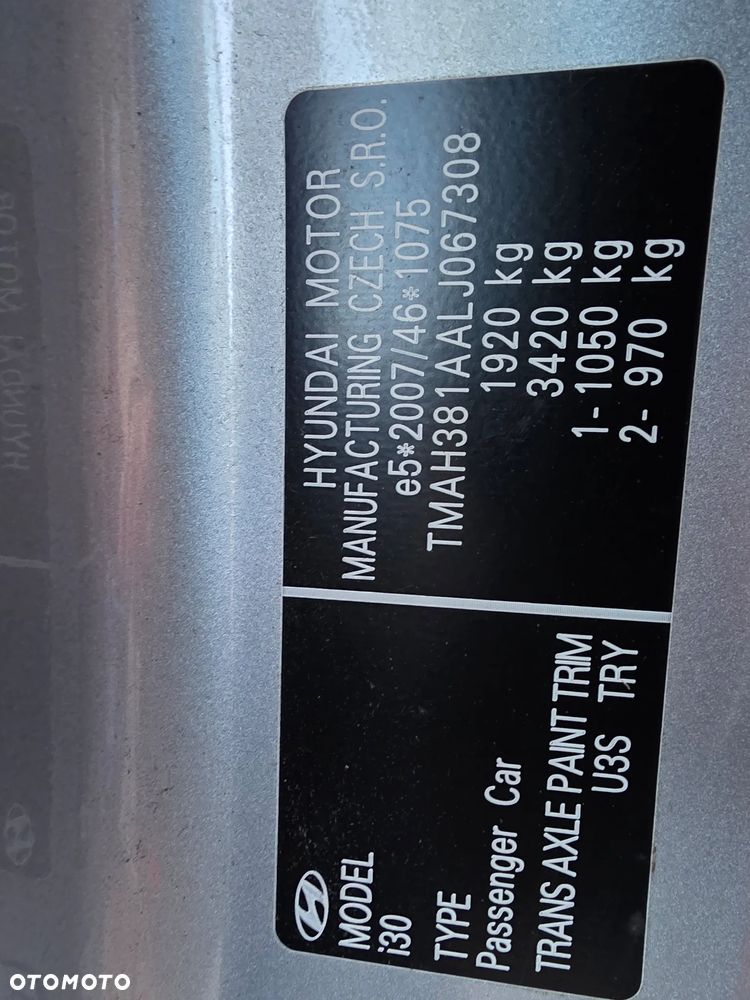 MODEL
i30
TYPE
Passenger Car
TRANS AXLE PAINT TRIM
U3S TRY
HYUNDAI MOTOR
MANUFACTURING CZECH S.R.O.
e5*2007/46*1075
TMAH381AALJ067308
1920 kg
3420 kg
1- 1050 kg
2- 970 kg
OTOMOTO